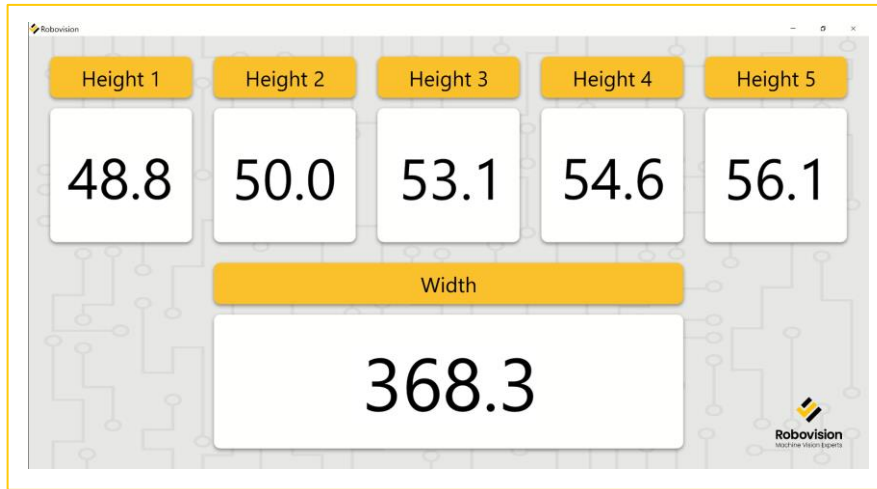 Robovision
Height 1 Height 2 Height 3 Height 4 Height 5
48.8 50.0 53.1 54.6 56.1
Width
368.3
Robovision
Machine Vision Experts